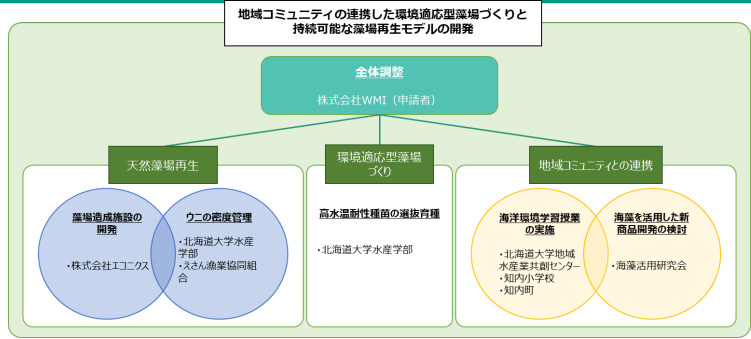 地域コミュニティの連携した環境適応型藻場づくりと
持続可能な藻場再生モデルの開発
全体調整
株式会社WMI（申請者）
天然藻場再生
環境適応型藻場
づくり
地域コミュニティとの連携
藻場造成施設の
開発
・株式会社エコニクス
ウニの密度管理
・北海道大学水産
学部
・えさん漁業協同組
合
高水温耐性種苗の選抜育種
・北海道大学水産学部
海洋環境学習授業
の実施
・北海道大学地域
水産業共創センター
・知内小学校
・知内町
海藻を活用した新
商品開発の検討
・海藻活用研究会